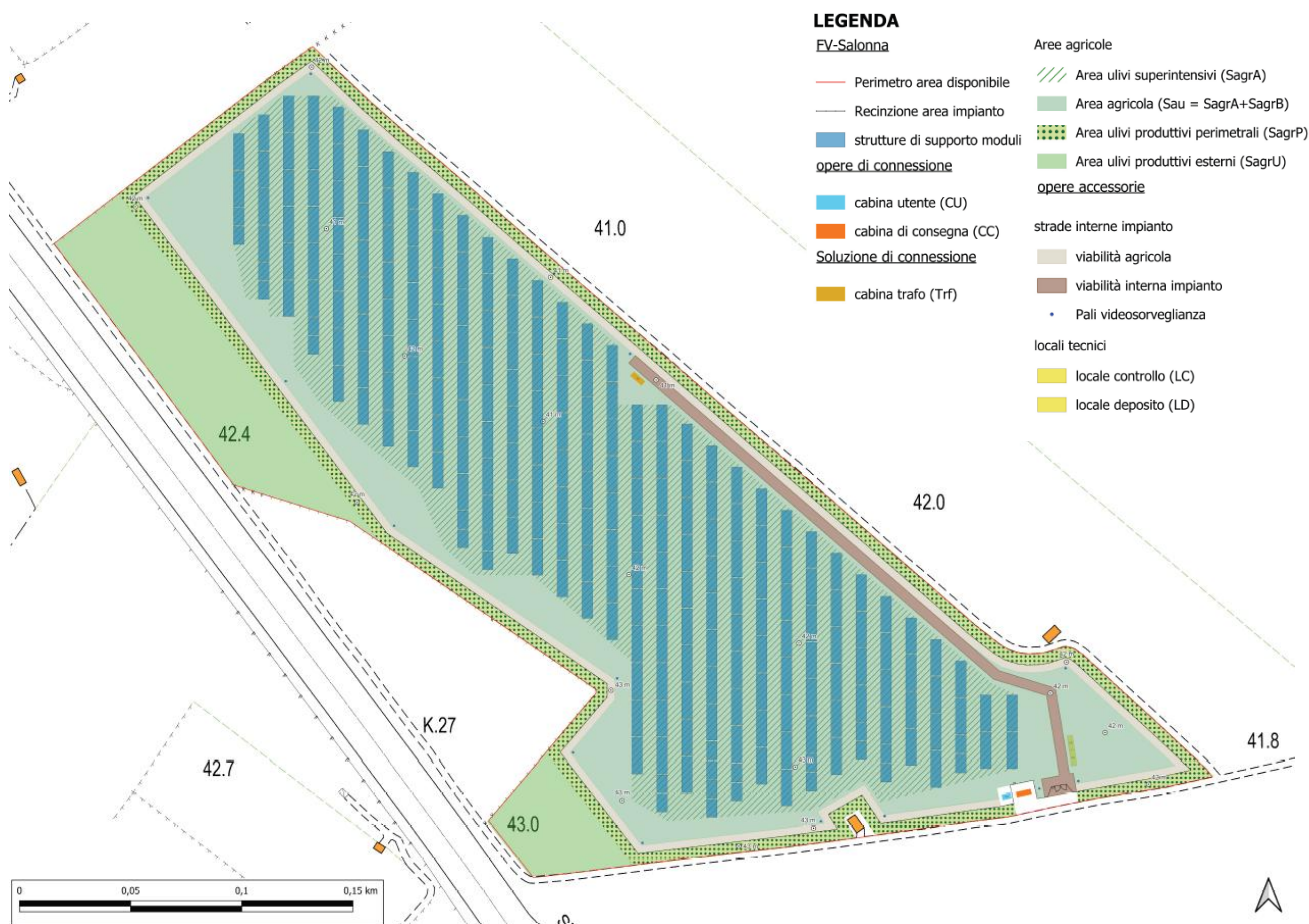 LEGENDA
FV-Salonna
Perimetro area disponibile
Recinzione area impianto
strutture di supporto moduli
opere di connessione
cabina utente (CU)
cabina di consegna (CC)
Soluzione di connessione
cabina trafo (Trf)
Aree agricole
Area ulivi superintensivi (SagrA)
Area agricola (Sau = SagrA+SagrB)
Area ulivi produttivi perimetrali (SagrP)
Area ulivi produttivi esterni (SagrU)
opere accessorie
strade interne impianto
viabilità agricola
viabilità interna impianto
Pali videosorveglianza
locali tecnici
locale controllo (LC)
locale deposito (LD)
41.0
42.4
42.0
K.27
42.7
43.0
41.8
42 m
42 m
42 m
43 m
43 m
43 m
0 0,05 0,1 0,15 km